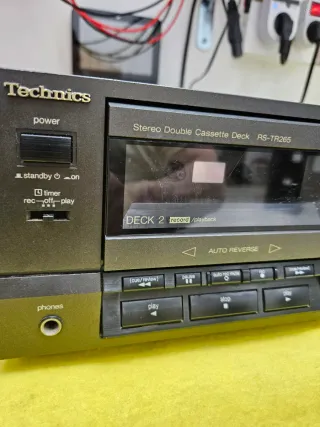 Technics
power
Stereo Double Cassette Deck RS-TR265
standby on
timer
rec off play
DECK 2 record/playback
AUTO REVERSE
phones
pause
play stop play